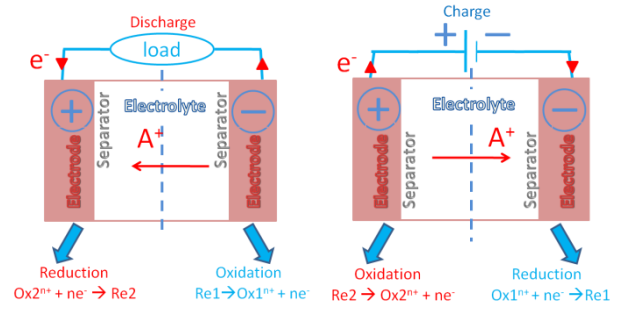 Discharge
load
e⁻
+
−
Electrolyte
Electrode
Separator
A⁺
Separator
Electrode
Reduction
Ox2ⁿ⁺ + ne⁻ → Re2
Oxidation
Re1→Ox1ⁿ⁺ + ne⁻
Charge
+ −
e⁻
+
−
Electrolyte
Electrode
Separator
A⁺
Separator
Electrode
Oxidation
Re2 → Ox2ⁿ⁺ + ne⁻
Reduction
Ox1ⁿ⁺ + ne⁻→Re1